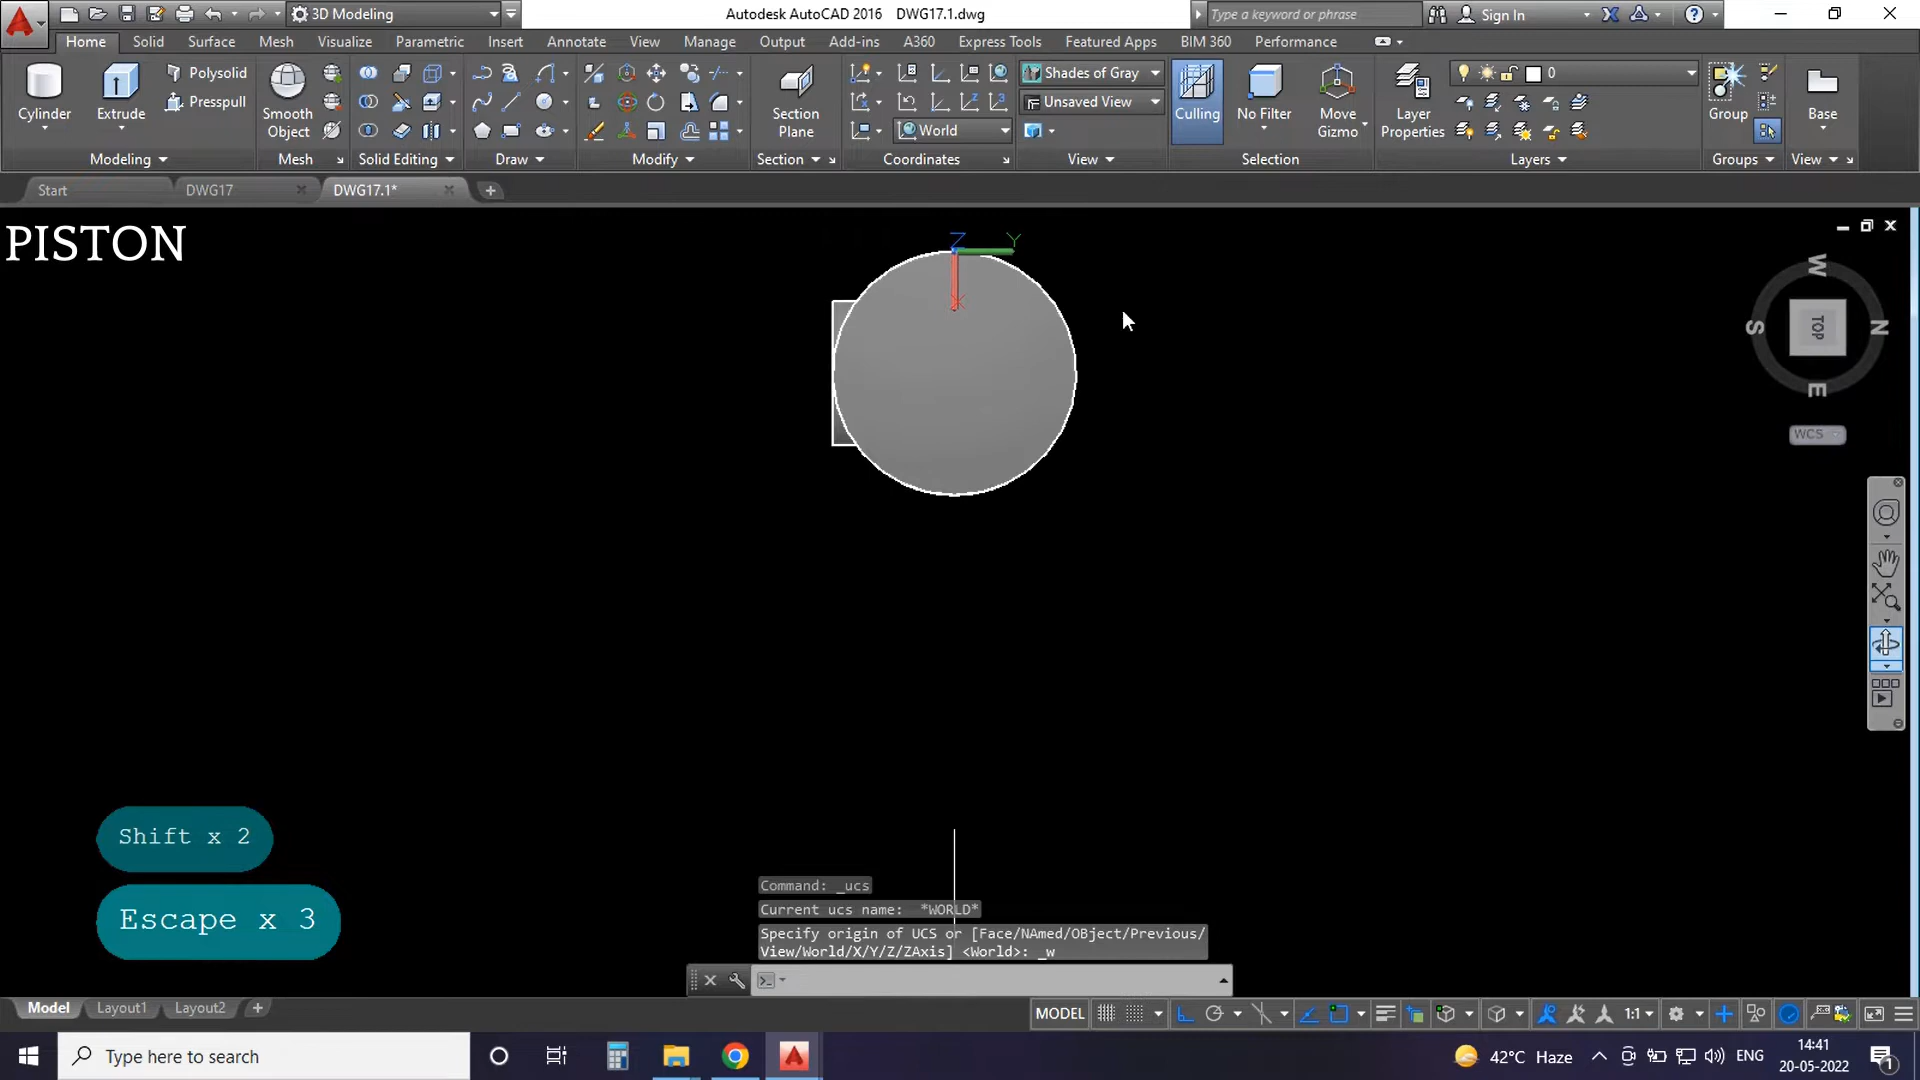 3D Modeling
Autodesk AutoCAD 2016 DWG17.1.dwg
Type a keyword or phrase
Sign In
Home Solid Surface Mesh Visualize Parametric Insert Annotate View Manage Output Add-ins A360 Express Tools Featured Apps BIM 360 Performance
Cylinder
Extrude
Polysolid
Presspull
Smooth
Object
Section
Plane
World
Shades of Gray
Unsaved View
Culling
No Filter
Move
Gizmo
Layer
Properties
0
Group
Base
Modeling Mesh Solid Editing Draw Modify Section Coordinates View Selection Layers Groups View
Start DWG17 DWG17.1*
PISTON
Z Y
X
W
S TOP N
E
WCS
Shift x 2
Escape x 3
Command: _ucs
Current ucs name: *WORLD*
Specify origin of UCS or [Face/NAmed/OBject/Previous/
View/World/X/Y/Z/ZAxis] <World>: _w
Model Layout1 Layout2
MODEL
1:1
Type here to search
42°C Haze
ENG
14:41
20-05-2022
1